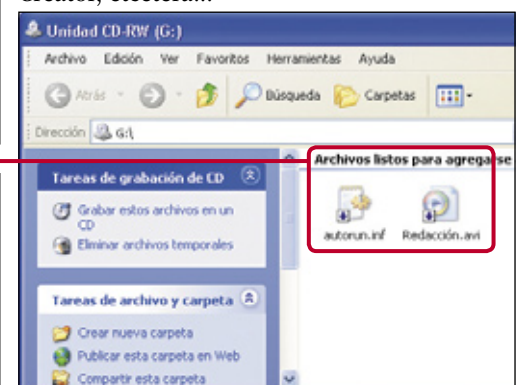 Creator, etcétera...
Unidad CD-RW (G:)
Archivo Edición Ver Favoritos Herramientas Ayuda
Atrás Búsqueda Carpetas
Dirección G:\
Archivos listos para agregarse
Tareas de grabación de CD
Grabar estos archivos en un
CD
Eliminar archivos temporales
autorun.inf Redacción.avi
Tareas de archivo y carpeta
Crear nueva carpeta
Publicar esta carpeta en Web
Compartir esta carpeta